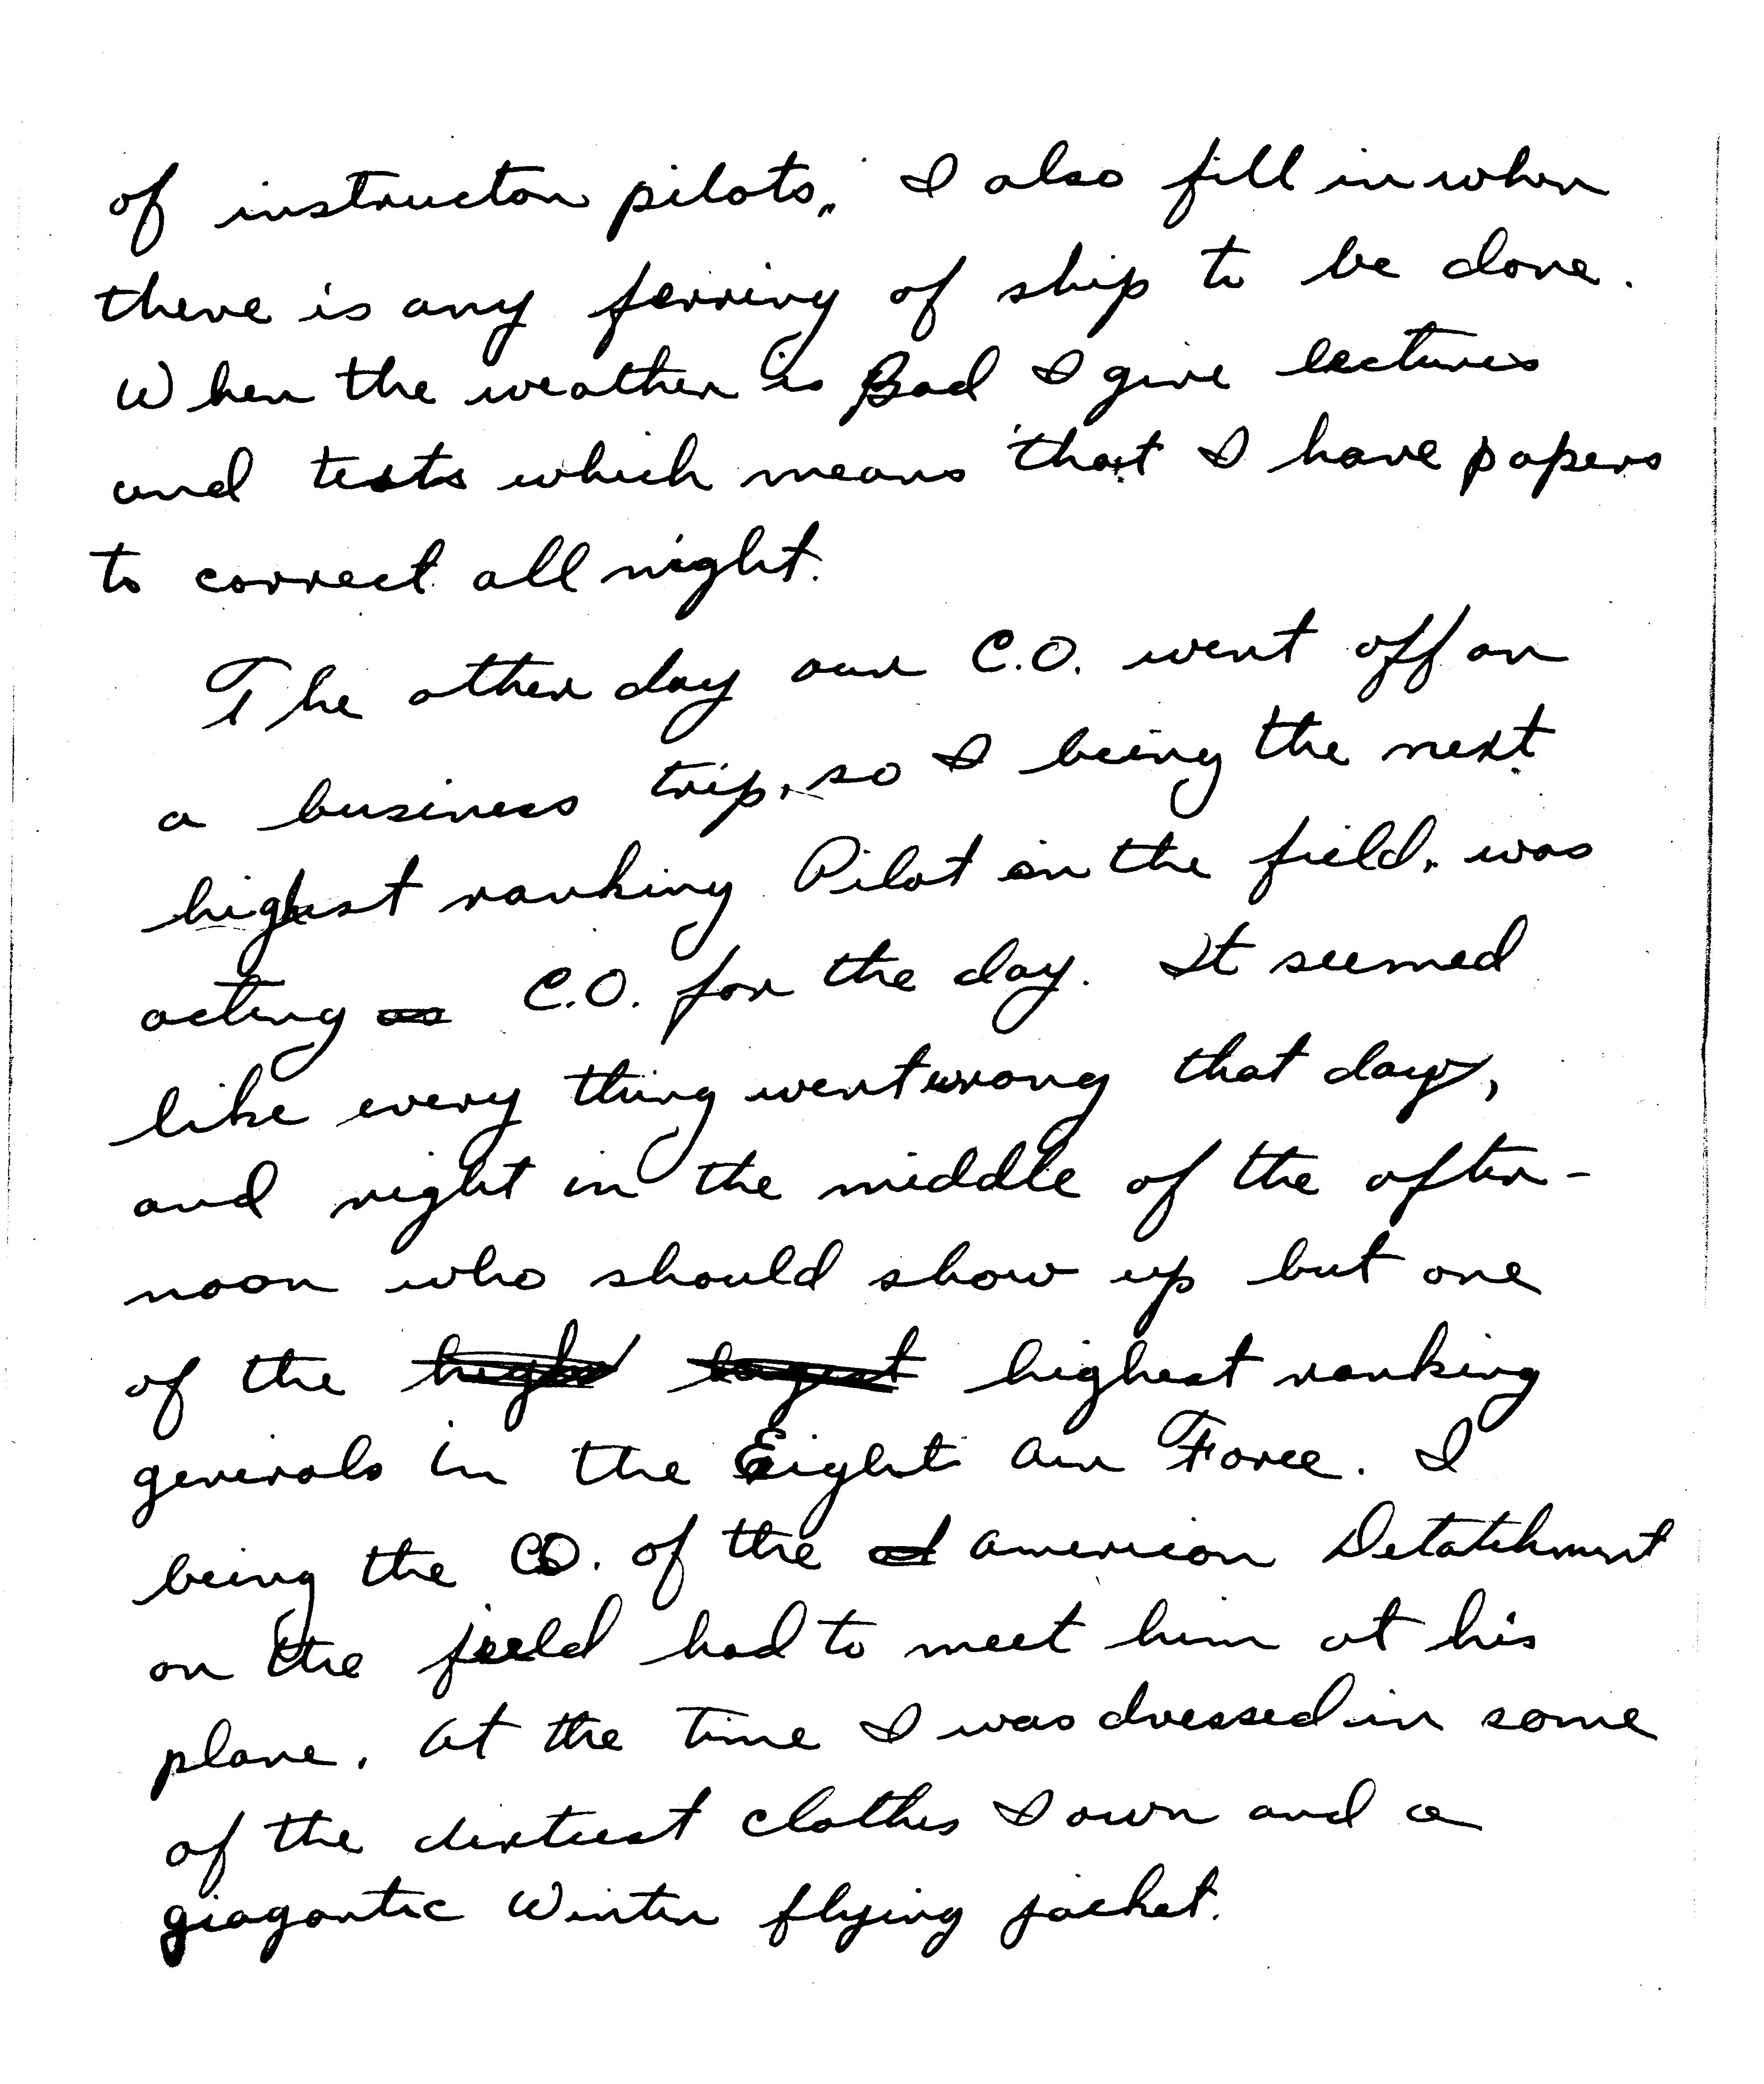 of instructor pilots. I also fill in when
there is any ferring of ship to be done.
When the weather is Bad I give lectures
and tests which means that I have papers
to correct all night.
The other day our C.O. went off on
a business trip, so I being the next
highest ranking Pilot on the field, was
acting as C.O. for the day. It seemed
like every thing went wrong that day,
and right in the middle of the after-
noon who should show up but one
of the highest ranking
generals in the Eight Air Force. I
being the CO. of the American Detatchment
on the field had to meet him at his
plane. At the time I was dressed in some
of the dirtiest clothes I own and a
giagantic Winter flying jacket.